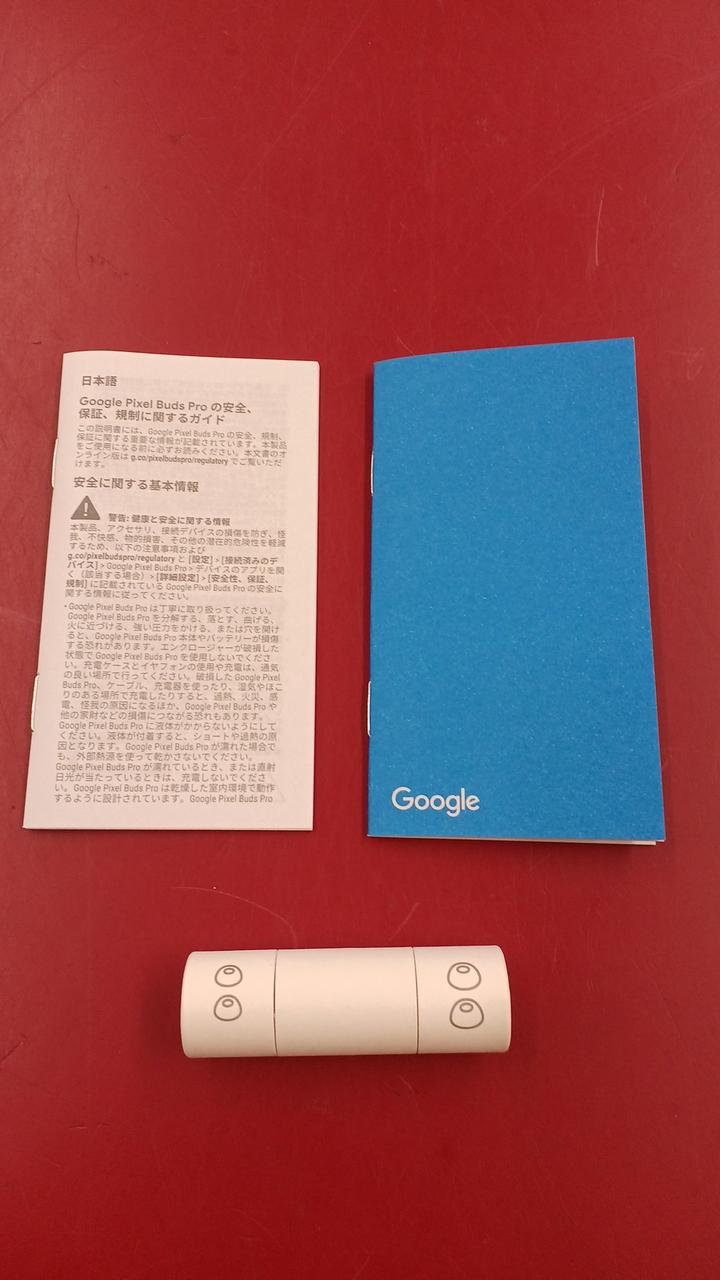 日本語
Google Pixel Buds Pro の安全、
保証、規制に関するガイド
この説明書には、Google Pixel Buds Pro の安全、規制、
保証に関する重要な情報が記載されています。本製品
をご使用になる前に必ずお読みください。本文書のオ
ンライン版は g.co/pixelbudspro/regulatory でご覧いただ
けます。
安全に関する基本情報
警告: 健康と安全に関する情報
本製品、アクセサリ、接続デバイスの損傷を防ぎ、怪
我、不快感、物的損害、その他の潜在的危険性を軽減
するため、以下の注意事項および
g.co/pixelbudspro/regulatory と [設定] > [接続済みのデ
バイス] > Google Pixel Buds Pro > デバイスのアプリを開
く（該当する場合）> [詳細設定] > [安全性、保証、
規制] に記載されている Google Pixel Buds Pro の安全に
関する情報に従ってください。
• Google Pixel Buds Pro は丁寧に取り扱ってください。
Google Pixel Buds Pro を分解する、落とす、曲げる、
火に近づける、強い圧力をかける、または穴を開け
ると、Google Pixel Buds Pro 本体やバッテリーが損傷
する恐れがあります。エンクロージャーが破損した
状態で Google Pixel Buds Pro を使用しないでくださ
い。充電ケースとイヤフォンの使用や充電は、通気
の良い場所で行ってください。破損した Google Pixel
Buds Pro、ケーブル、充電器を使ったり、湿気やほこ
りのある場所で充電したりすると、過熱、火災、感
電、怪我の原因になるほか、Google Pixel Buds Pro や
他の家財などの損傷につながる恐れもあります。
Google Pixel Buds Pro に液体がかからないようにして
ください。液体が付着すると、ショートや過熱の原
因となります。Google Pixel Buds Pro が濡れた場合で
も、外部熱源を使って乾かさないでください。
Google Pixel Buds Pro が濡れているとき、または直射
日光が当たっているときは、充電しないでくださ
い。Google Pixel Buds Pro は乾燥した室内環境で動作
するように設計されています。Google Pixel Buds Pro
Google